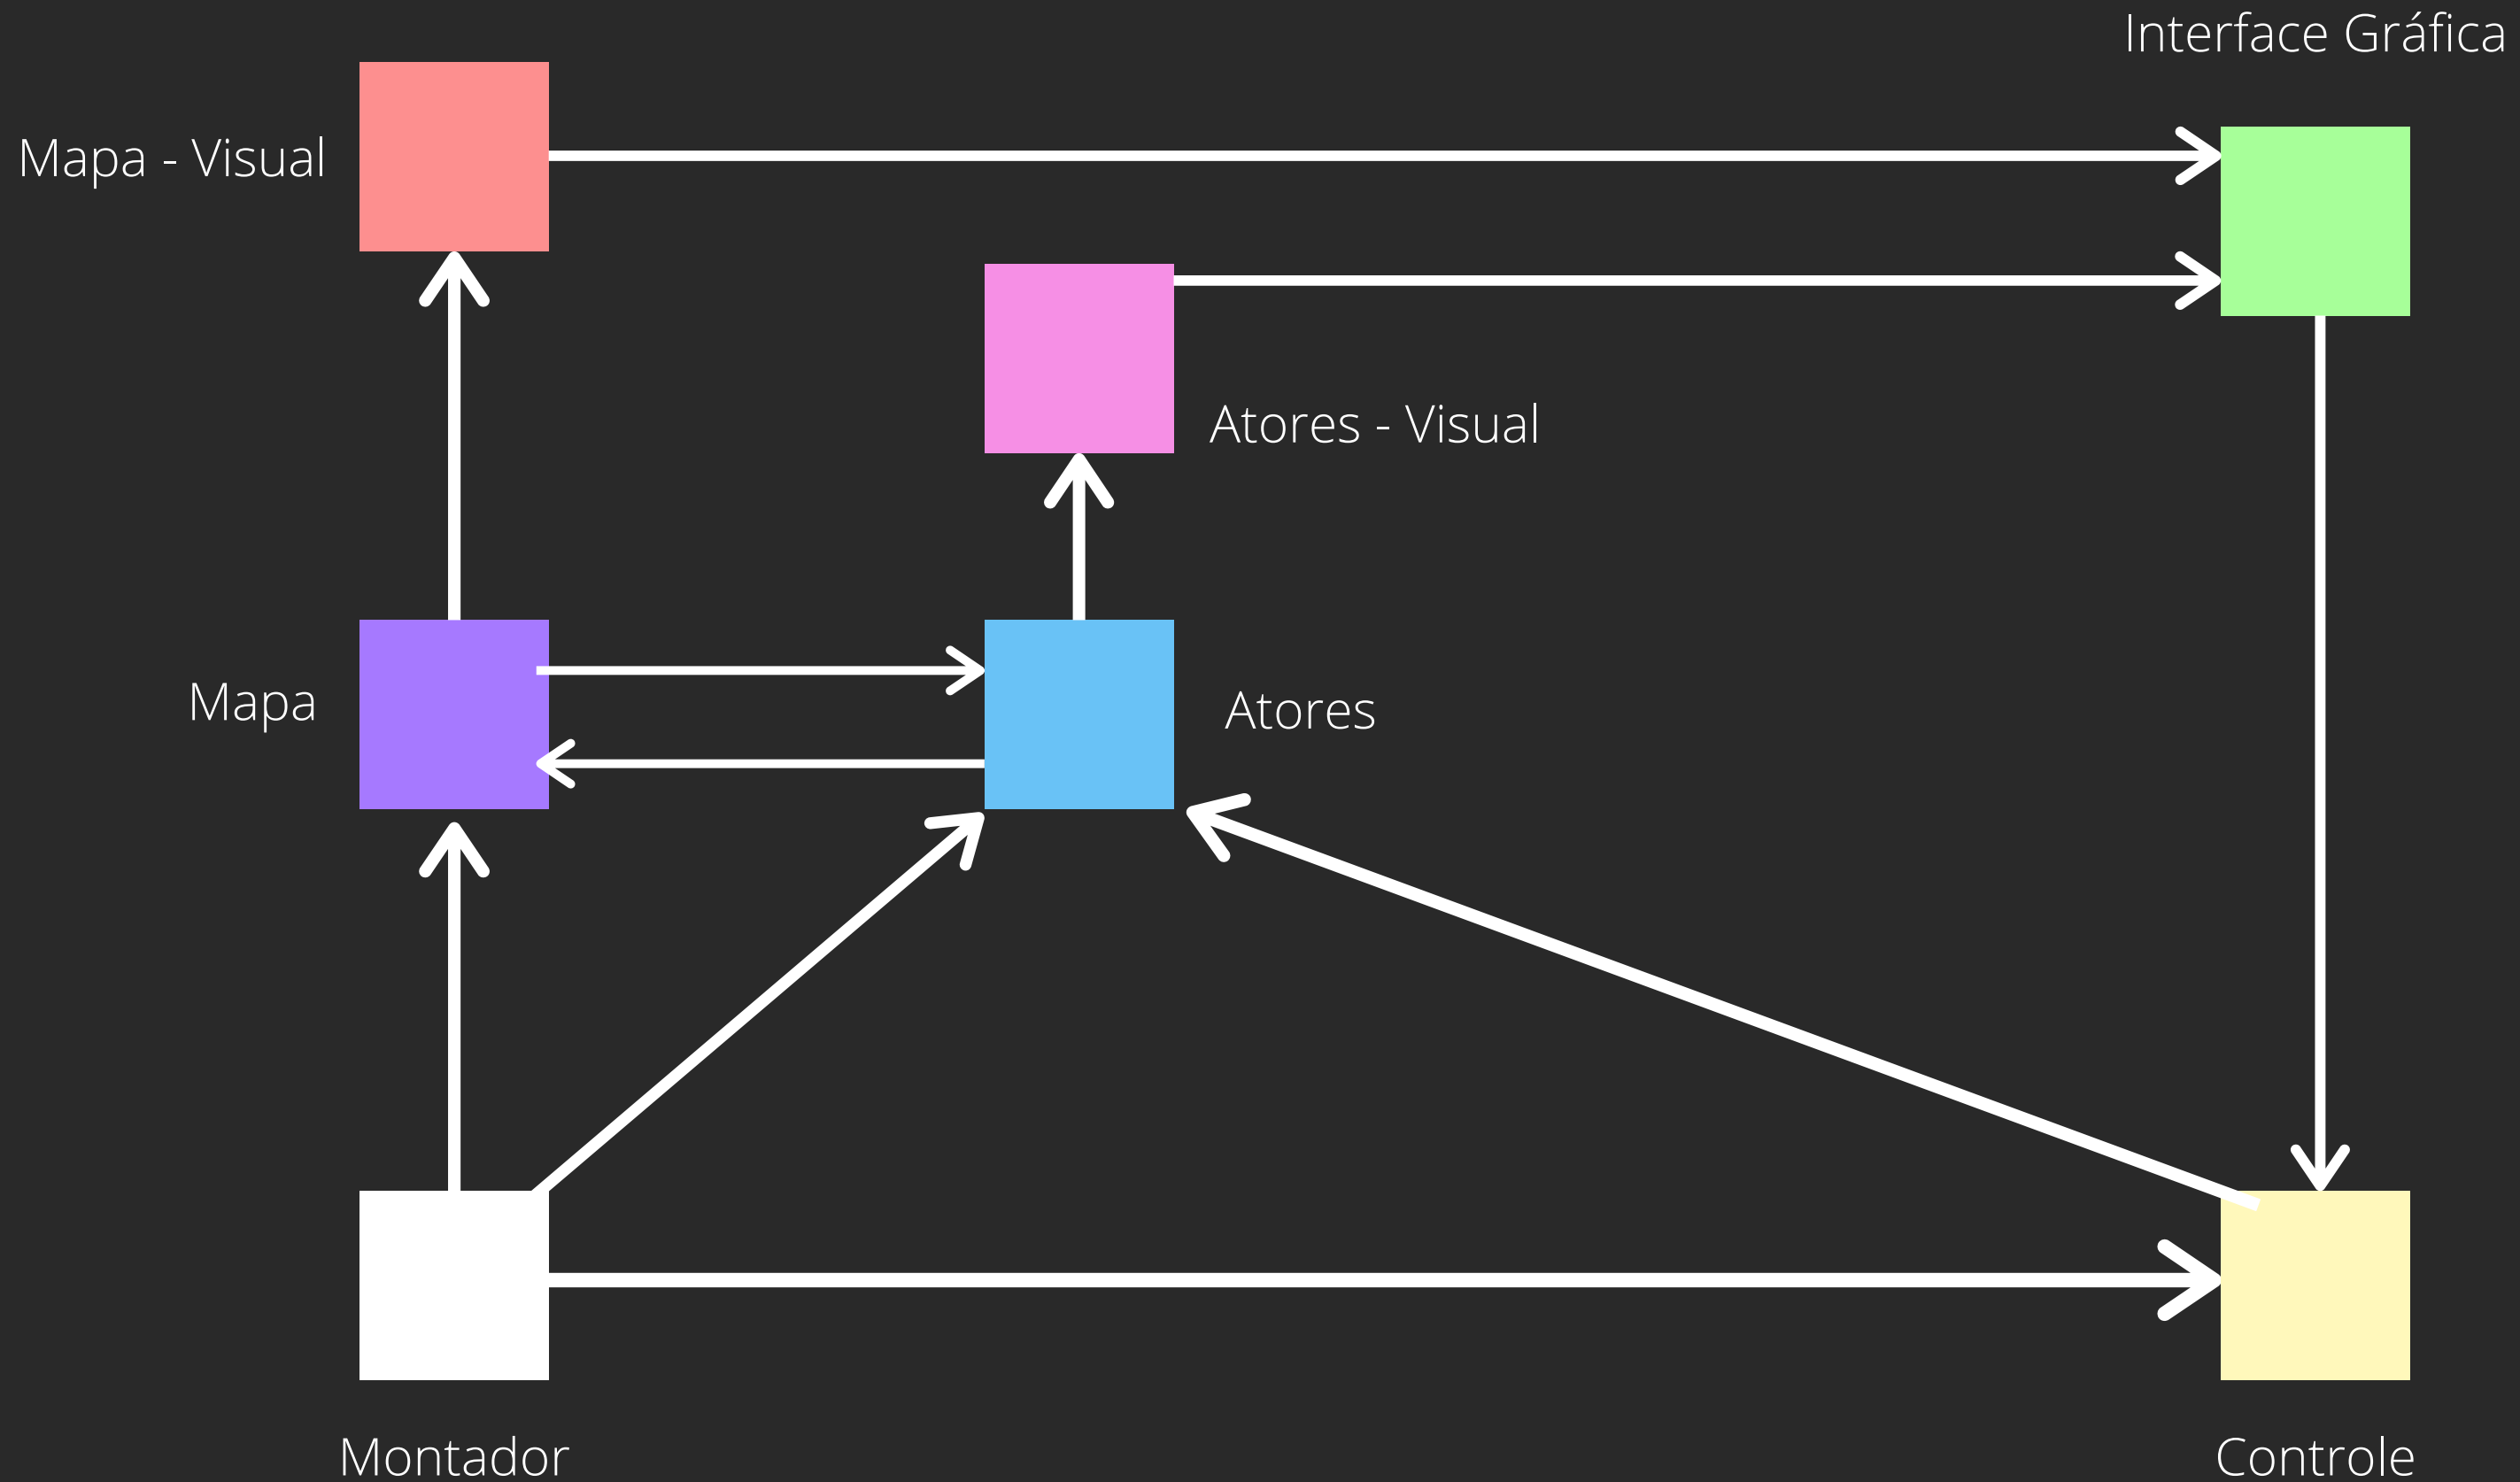 Interface Gráfica
Mapa - Visual
Atores - Visual
Mapa
Atores
Montador
Controle